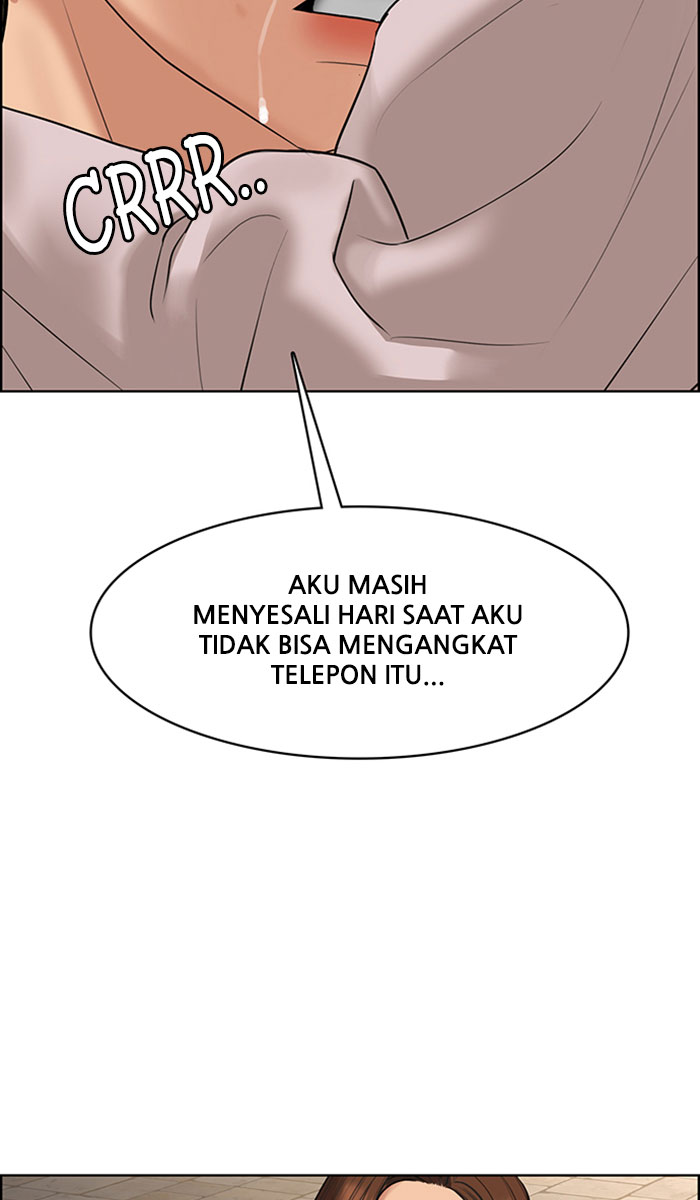 CRRR..
AKU MASIH
MENYESALI HARI SAAT AKU
TIDAK BISA MENGANGKAT
TELEPON ITU...